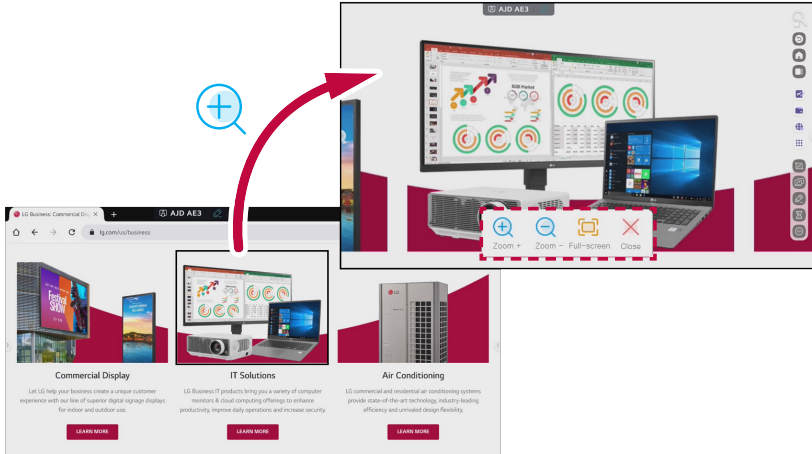 AJD AE3
B2B Market
LG
Zoom +
Zoom -
Full-screen
Close
LG Business: Commercial Dis
AJD AE3
lg.com/us/business
Festival
SHOW
LG
Commercial Display
IT Solutions
Air Conditioning
Let LG help your business create a unique customer
experience with our line of superior digital signage displays
for indoor and outdoor use.
LG Business IT products bring you a variety of computer
monitors & cloud computing offerings to enhance
productivity, improve daily operations and increase security.
LG commercial and residential air conditioning systems
provide state-of-the-art technology, industry-leading
efficiency and unrivaled design flexibility.
LEARN MORE
LEARN MORE
LEARN MORE